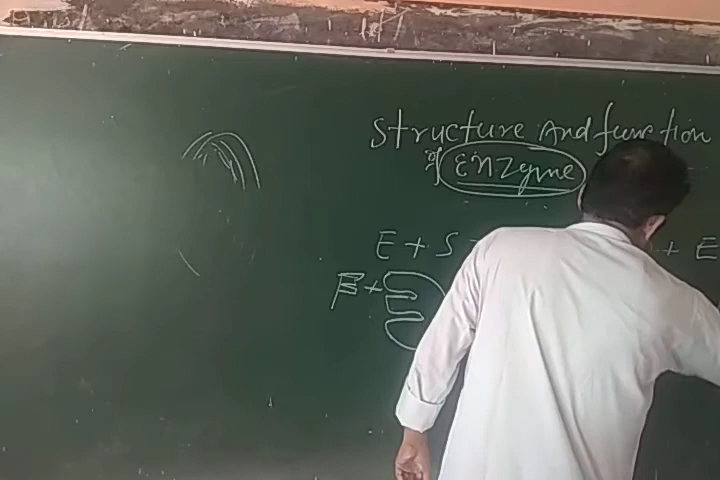 Structure And function
of Enzyme
E + S + E
E +